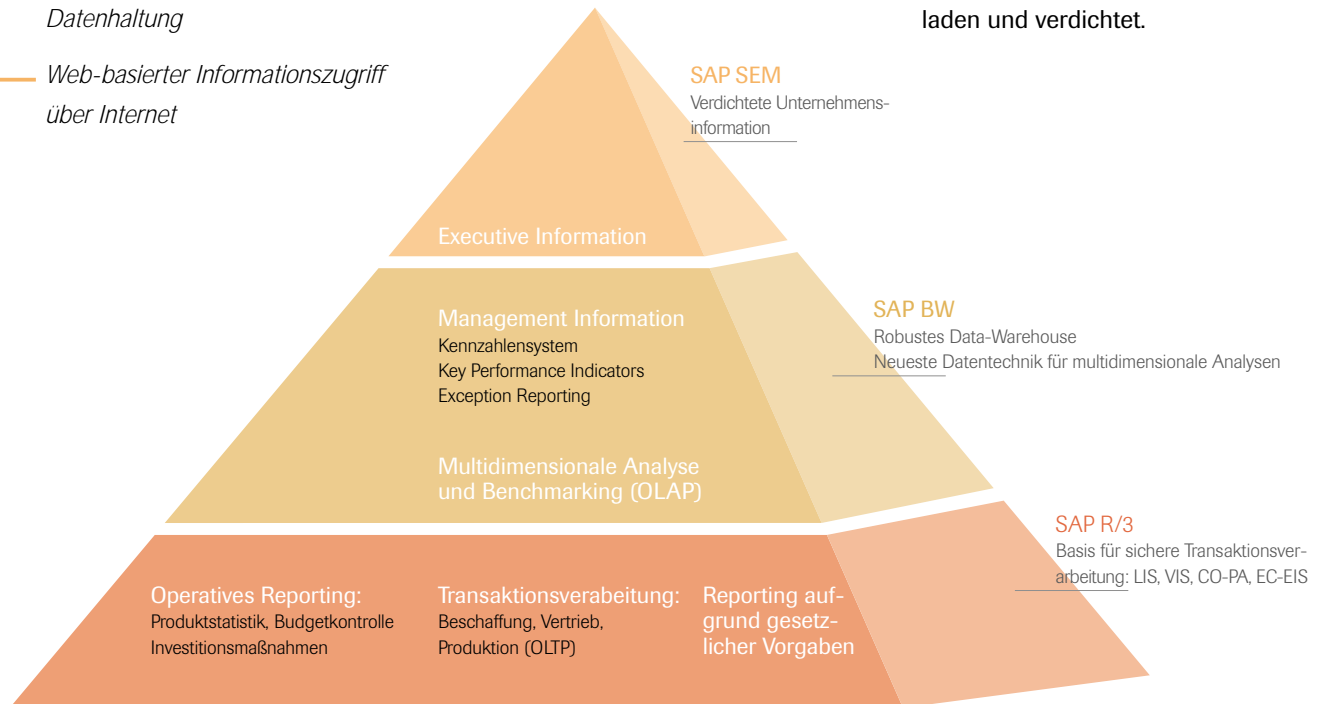 Datenhaltung
Web-basierter Informationszugriff
über Internet
laden und verdichtet.
SAP SEM
Verdichtete Unternehmens-
information
Executive Information
Management Information
Kennzahlensystem
Key Performance Indicators
Exception Reporting
Multidimensionale Analyse
und Benchmarking (OLAP)
SAP BW
Robustes Data-Warehouse
Neueste Datentechnik für multidimensionale Analysen
SAP R/3
Basis für sichere Transaktionsver-
arbeitung: LIS, VIS, CO-PA, EC-EIS
Operatives Reporting:
Produktstatistik, Budgetkontrolle
Investitionsmaßnahmen
Transaktionsverabeitung:
Beschaffung, Vertrieb,
Produktion (OLTP)
Reporting auf-
grund gesetz-
licher Vorgaben